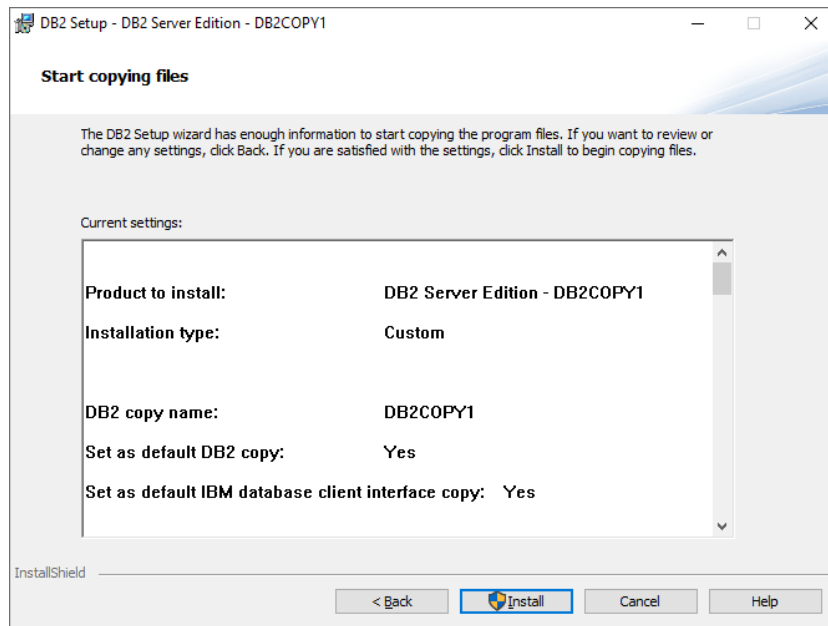 DB2 Setup - DB2 Server Edition - DB2COPY1
Start copying files
The DB2 Setup wizard has enough information to start copying the program files. If you want to review or
change any settings, click Back. If you are satisfied with the settings, click Install to begin copying files.
Current settings:
Product to install: DB2 Server Edition - DB2COPY1
Installation type: Custom
DB2 copy name: DB2COPY1
Set as default DB2 copy: Yes
Set as default IBM database client interface copy: Yes
InstallShield
< Back Install Cancel Help